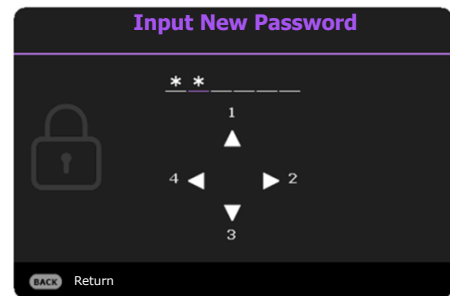 Input New Password
* * _ _ _ _
1
4 2
3
BACK Return